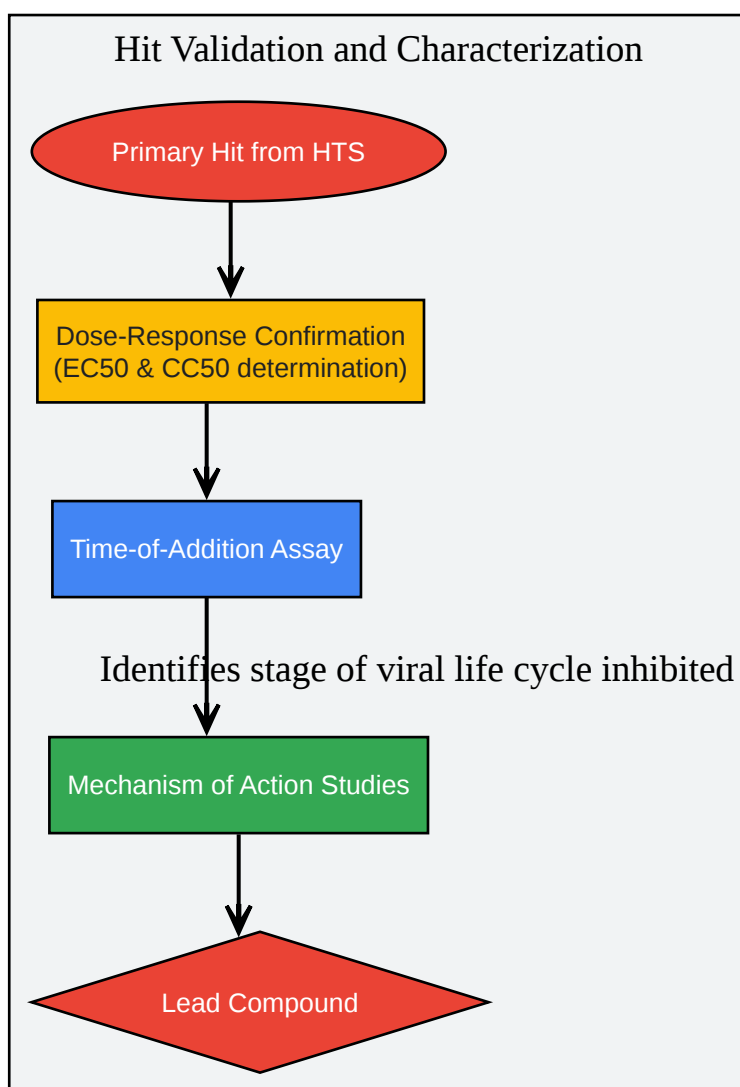 Hit Validation and Characterization
Primary Hit from HTS
Dose-Response Confirmation
(EC50 & CC50 determination)
Time-of-Addition Assay
Identifies stage of viral life cycle inhibited
Mechanism of Action Studies
Lead Compound